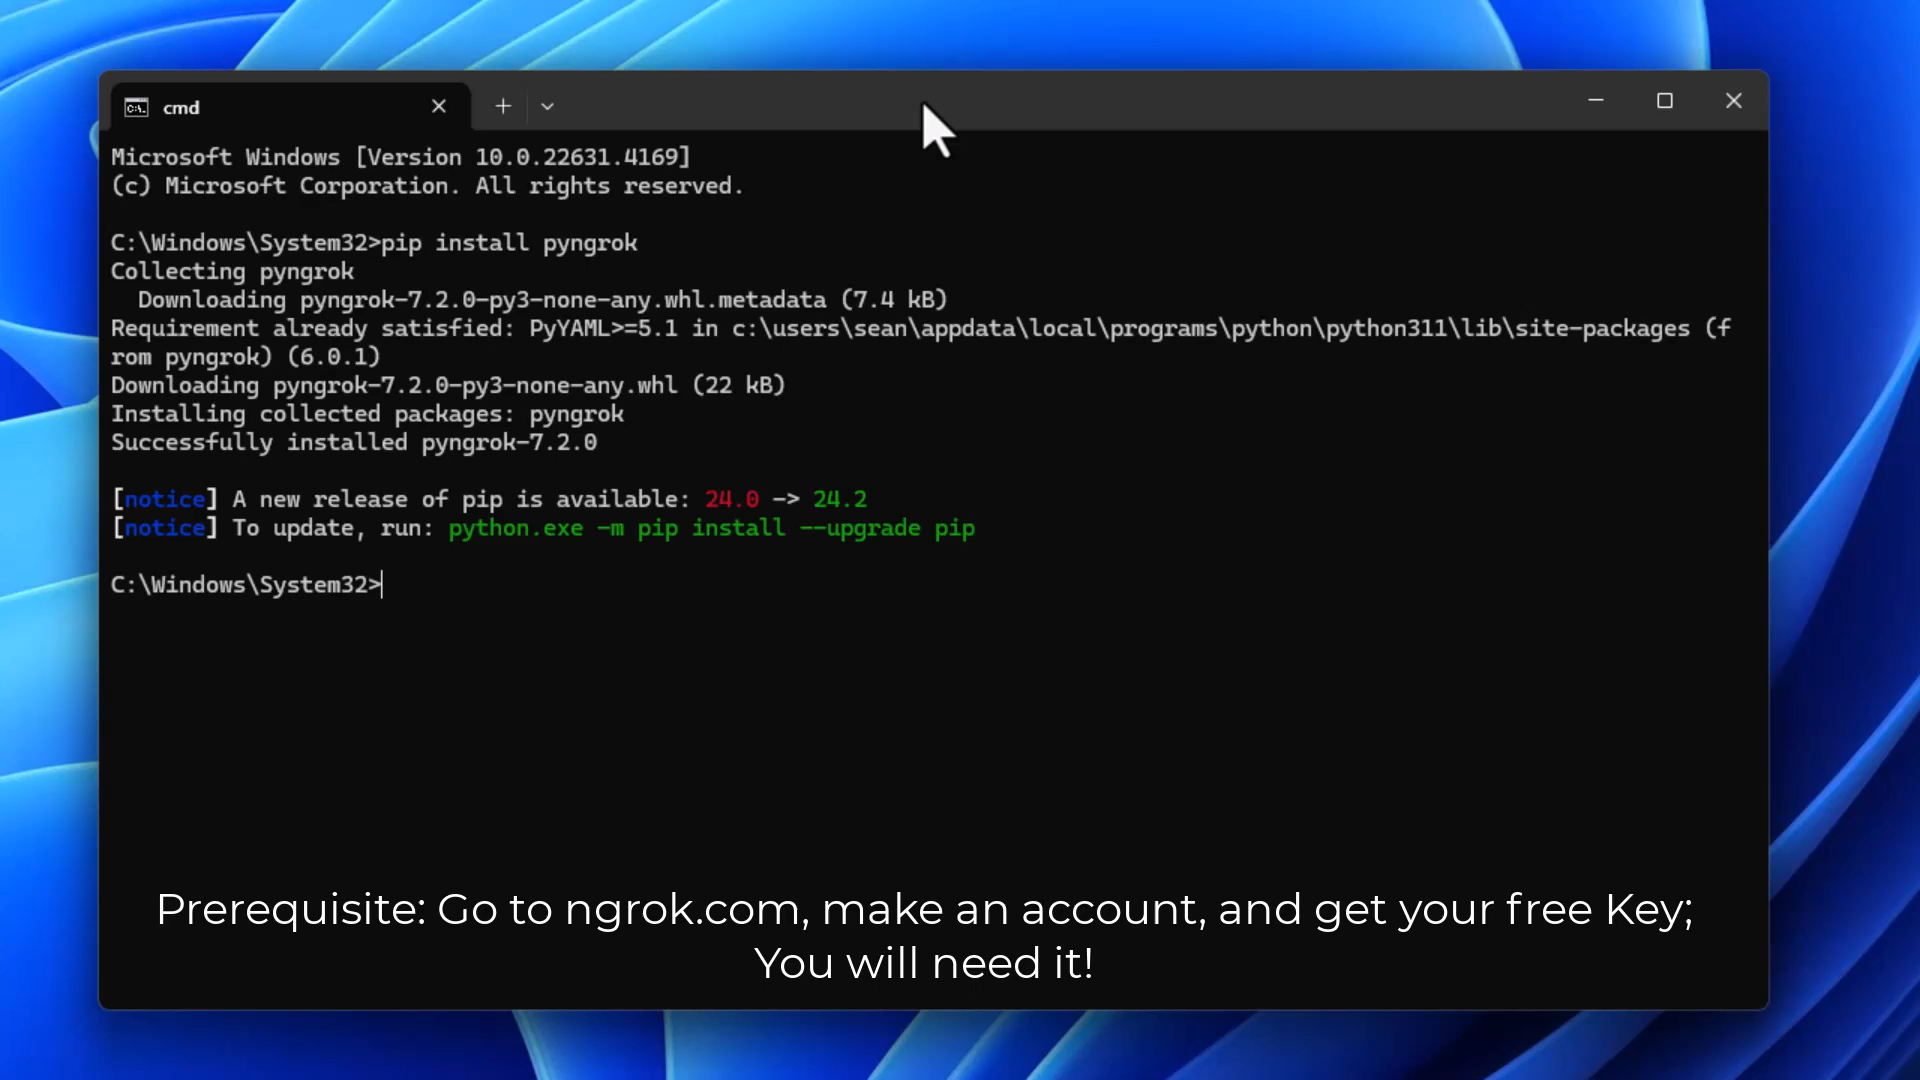 cmd
Microsoft Windows [Version 10.0.22631.4169]
(c) Microsoft Corporation. All rights reserved.
C:\Windows\System32>pip install pyngrok
Collecting pyngrok
  Downloading pyngrok-7.2.0-py3-none-any.whl.metadata (7.4 kB)
Requirement already satisfied: PyYAML>=5.1 in c:\users\sean\appdata\local\programs\python\python311\lib\site-packages (f
rom pyngrok) (6.0.1)
Downloading pyngrok-7.2.0-py3-none-any.whl (22 kB)
Installing collected packages: pyngrok
Successfully installed pyngrok-7.2.0
[notice] A new release of pip is available: 24.0 -> 24.2
[notice] To update, run: python.exe -m pip install --upgrade pip
C:\Windows\System32>
Prerequisite: Go to ngrok.com, make an account, and get your free Key;
You will need it!